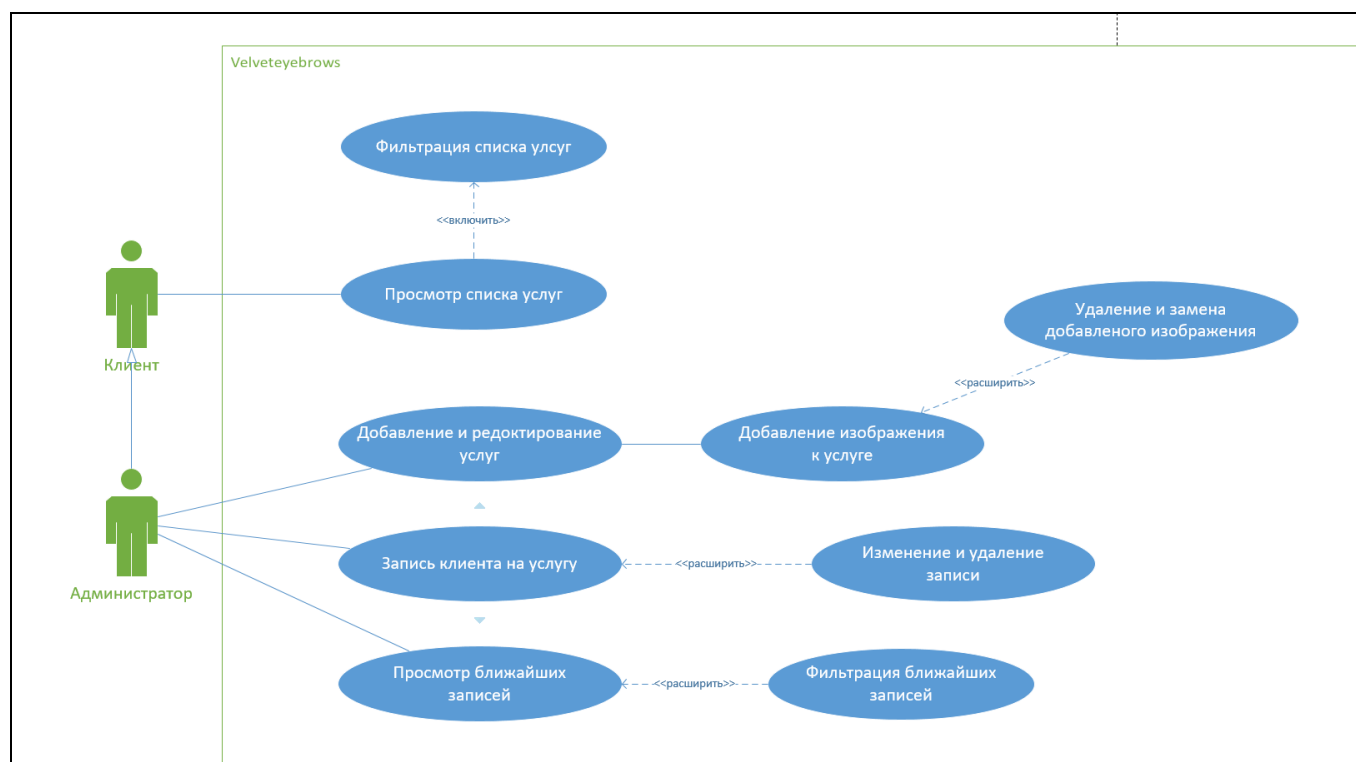 Velveteyebrows
Фильтрация списка улсуг
<<включить>>
Просмотр списка услуг
Клиент
Удаление и замена
добавленого изображения
<<расширить>>
Добавление и редоктирование
услуг
Добавление изображения
к услуге
Запись клиента на услугу
<<расширить>>
Изменение и удаление
записи
Администратор
Просмотр ближайших
записей
<<расширить>>
Фильтрация ближайших
записей